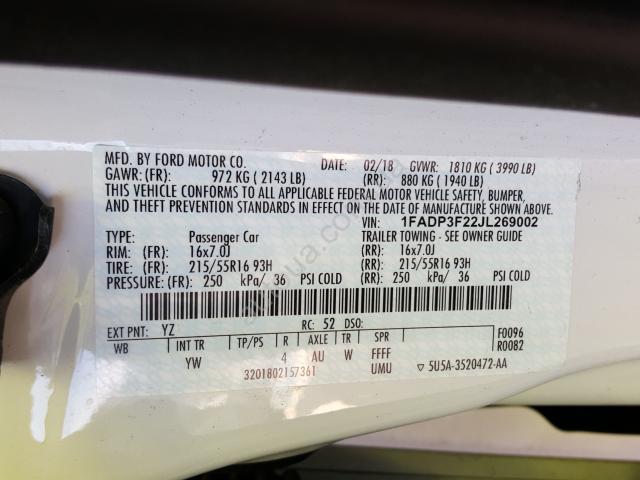 MFD. BY FORD MOTOR CO. DATE: 02/18 GVWR: 1810 KG ( 3990 LB)
GAWR: (FR): 972 KG ( 2143 LB) (RR): 880 KG ( 1940 LB)
THIS VEHICLE CONFORMS TO ALL APPLICABLE FEDERAL MOTOR VEHICLE SAFETY, BUMPER,
AND THEFT PREVENTION STANDARDS IN EFFECT ON THE DATE OF MANUFACTURE SHOWN ABOVE.
VIN: 1FADP3F22JL269002
TYPE: Passenger Car TRAILER TOWING - SEE OWNER GUIDE
RIM: (FR): 16x7.0J (RR): 16x7.0J
TIRE: (FR): 215/55R16 93H (RR): 215/55R16 93H
PRESSURE: (FR): 250 kPa/ 36 PSI COLD (RR): 250 kPa/ 36 PSI COLD
EXT PNT: YZ RC: 52 DSO: F0096
WB INT TR TP/PS R AXLE TR SPR R0082
YW 4 AU W FFFF
3201802157361 UMU ▽ 5U5A-3520472-AA